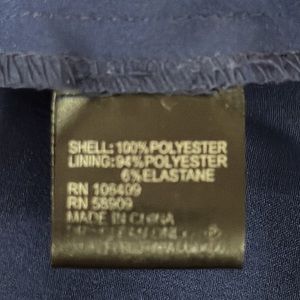 SHELL: 100% POLYESTER
LINING: 94% POLYESTER
6% ELASTANE
RN 106409
RN 58909
MADE IN CHINA